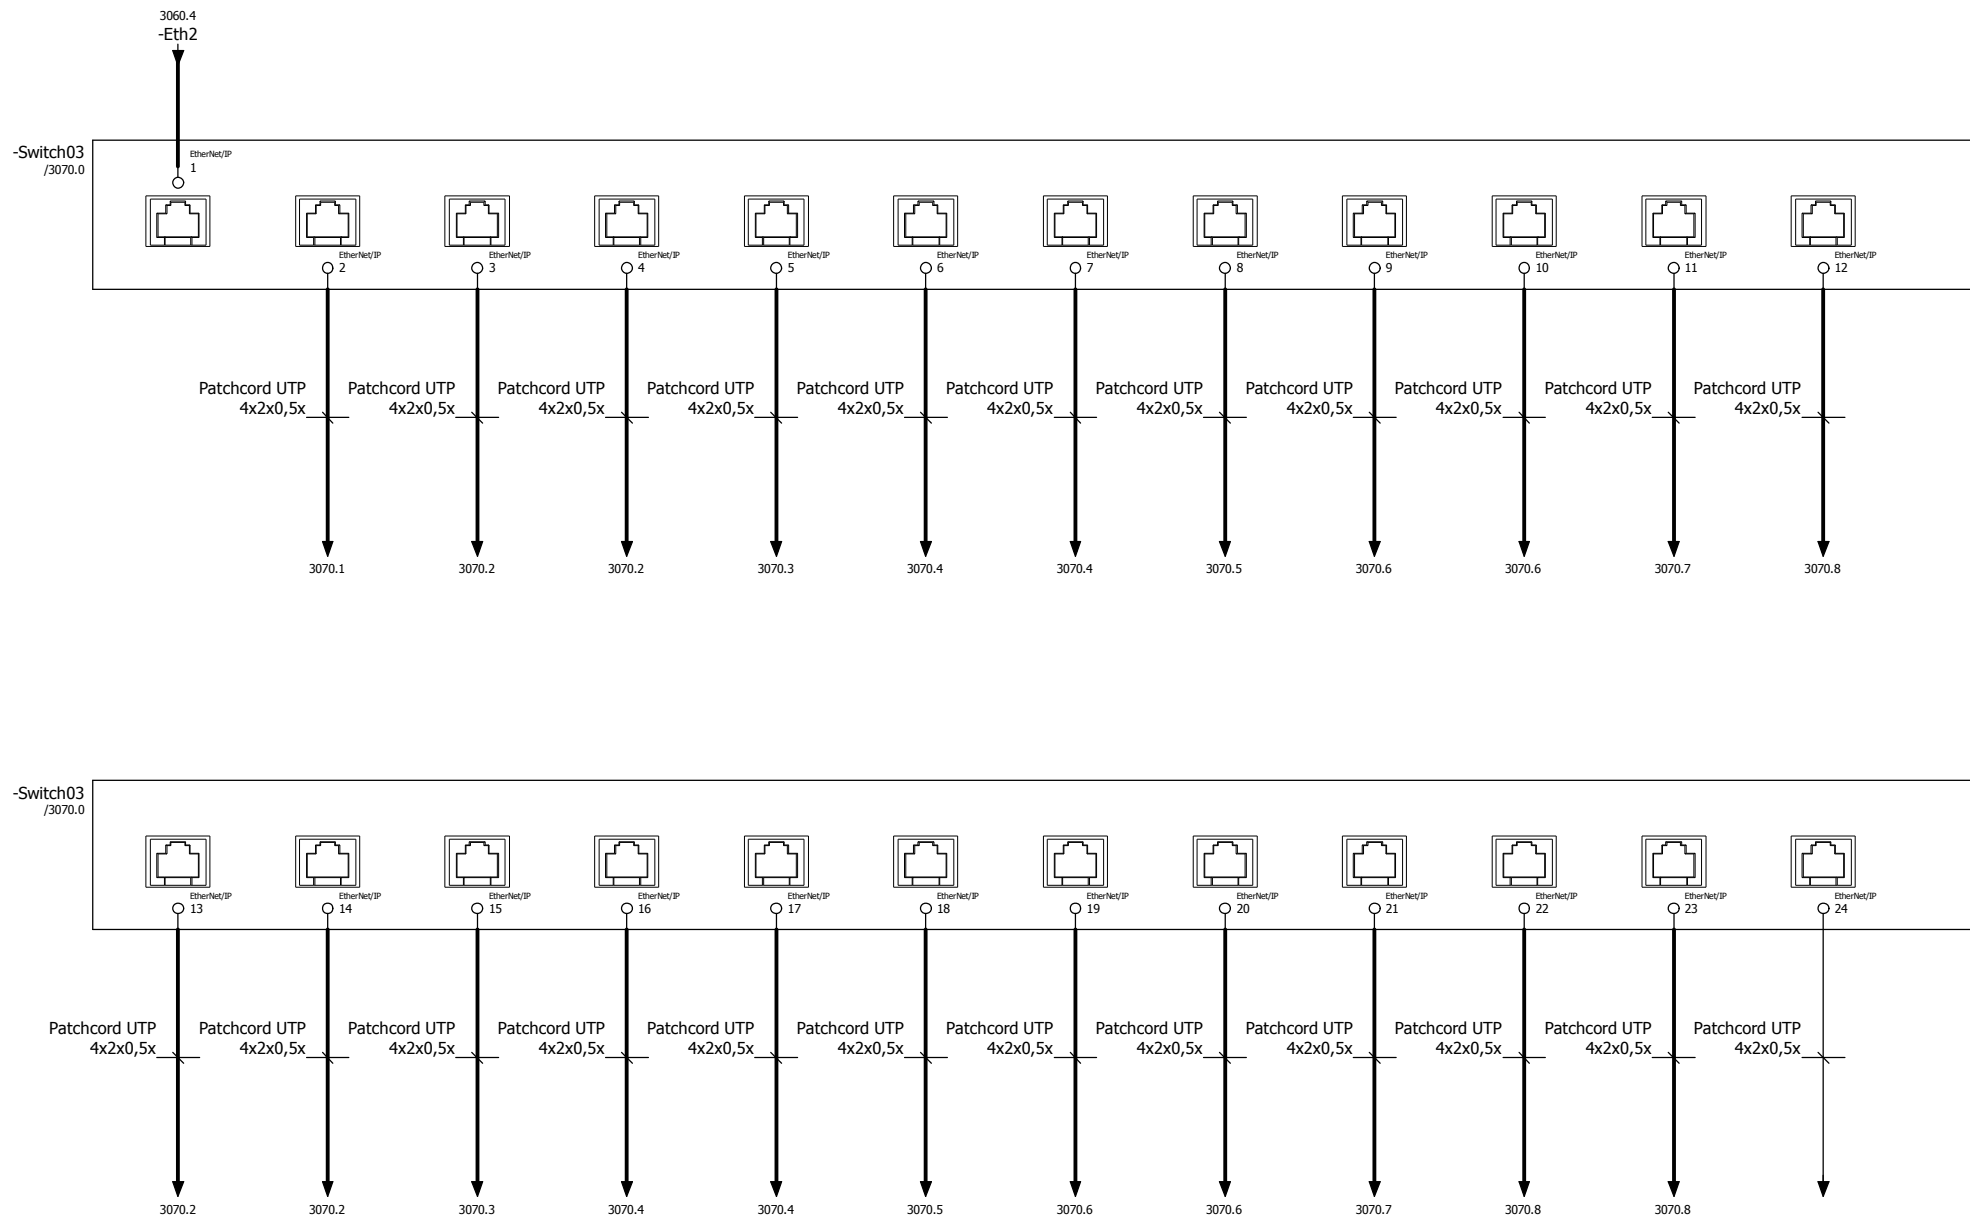 3060.4
-Eth2
-Switch03
/3070.0
EtherNet/IP
1
EtherNet/IP
2
EtherNet/IP
3
EtherNet/IP
4
EtherNet/IP
5
EtherNet/IP
6
EtherNet/IP
7
EtherNet/IP
8
EtherNet/IP
9
EtherNet/IP
10
EtherNet/IP
11
EtherNet/IP
12
Patchcord UTP
4x2x0,5x
Patchcord UTP
4x2x0,5x
Patchcord UTP
4x2x0,5x
Patchcord UTP
4x2x0,5x
Patchcord UTP
4x2x0,5x
Patchcord UTP
4x2x0,5x
Patchcord UTP
4x2x0,5x
Patchcord UTP
4x2x0,5x
Patchcord UTP
4x2x0,5x
Patchcord UTP
4x2x0,5x
Patchcord UTP
4x2x0,5x
3070.1
3070.2
3070.2
3070.3
3070.4
3070.4
3070.5
3070.6
3070.6
3070.7
3070.8
-Switch03
/3070.0
EtherNet/IP
13
EtherNet/IP
14
EtherNet/IP
15
EtherNet/IP
16
EtherNet/IP
17
EtherNet/IP
18
EtherNet/IP
19
EtherNet/IP
20
EtherNet/IP
21
EtherNet/IP
22
EtherNet/IP
23
EtherNet/IP
24
Patchcord UTP
4x2x0,5x
Patchcord UTP
4x2x0,5x
Patchcord UTP
4x2x0,5x
Patchcord UTP
4x2x0,5x
Patchcord UTP
4x2x0,5x
Patchcord UTP
4x2x0,5x
Patchcord UTP
4x2x0,5x
Patchcord UTP
4x2x0,5x
Patchcord UTP
4x2x0,5x
Patchcord UTP
4x2x0,5x
Patchcord UTP
4x2x0,5x
Patchcord UTP
4x2x0,5x
3070.2
3070.2
3070.3
3070.4
3070.4
3070.5
3070.6
3070.6
3070.7
3070.8
3070.8